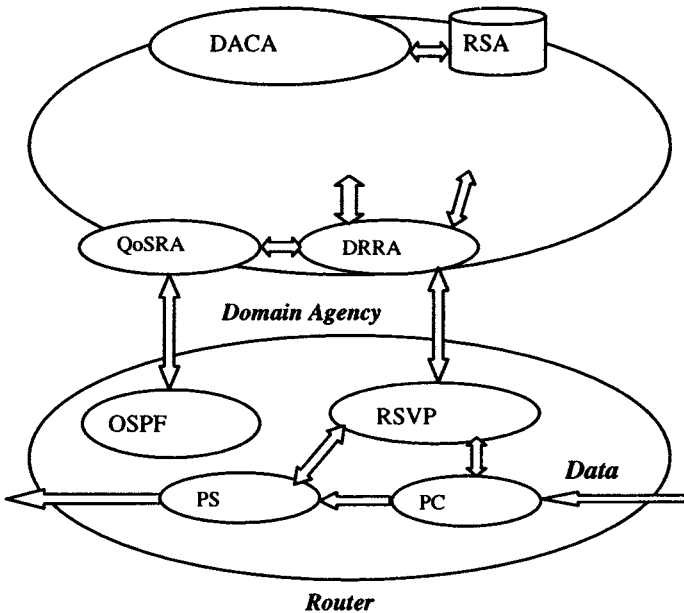 DACA
RSA
QoSRA
DRRA
Domain Agency
OSPF
RSVP
Data
PS
PC
Router